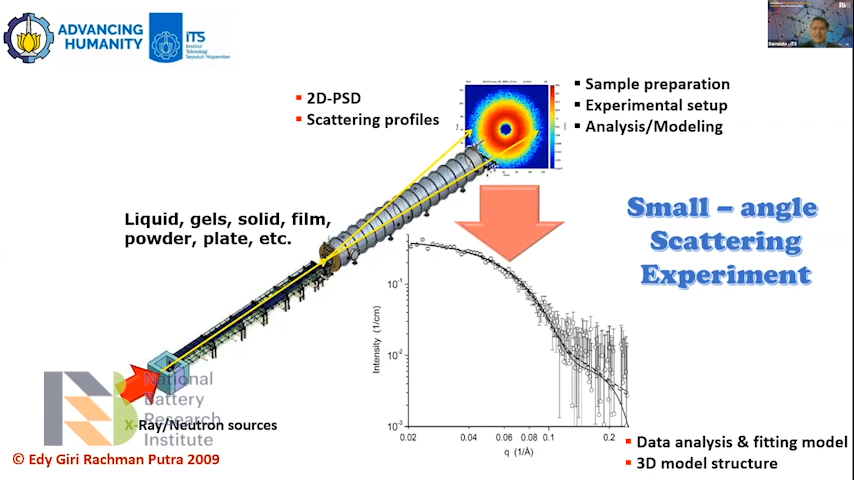 ADVANCING
HUMANITY
iTS
Institut
Teknologi
Sepuluh Nopember
Darminto - ITS
2D-PSD
Scattering profiles
Sample preparation
Experimental setup
Analysis/Modeling
Liquid, gels, solid, film,
powder, plate, etc.
Small – angle
Scattering
Experiment
Intensity (1/cm)
10-1
10-2
10-3
0.02
0.04
0.06
0.08
0.1
0.2
q (1/Å)
National
Battery
Research
Institute
X-Ray/Neutron sources
© Edy Giri Rachman Putra 2009
Data analysis & fitting model
3D model structure